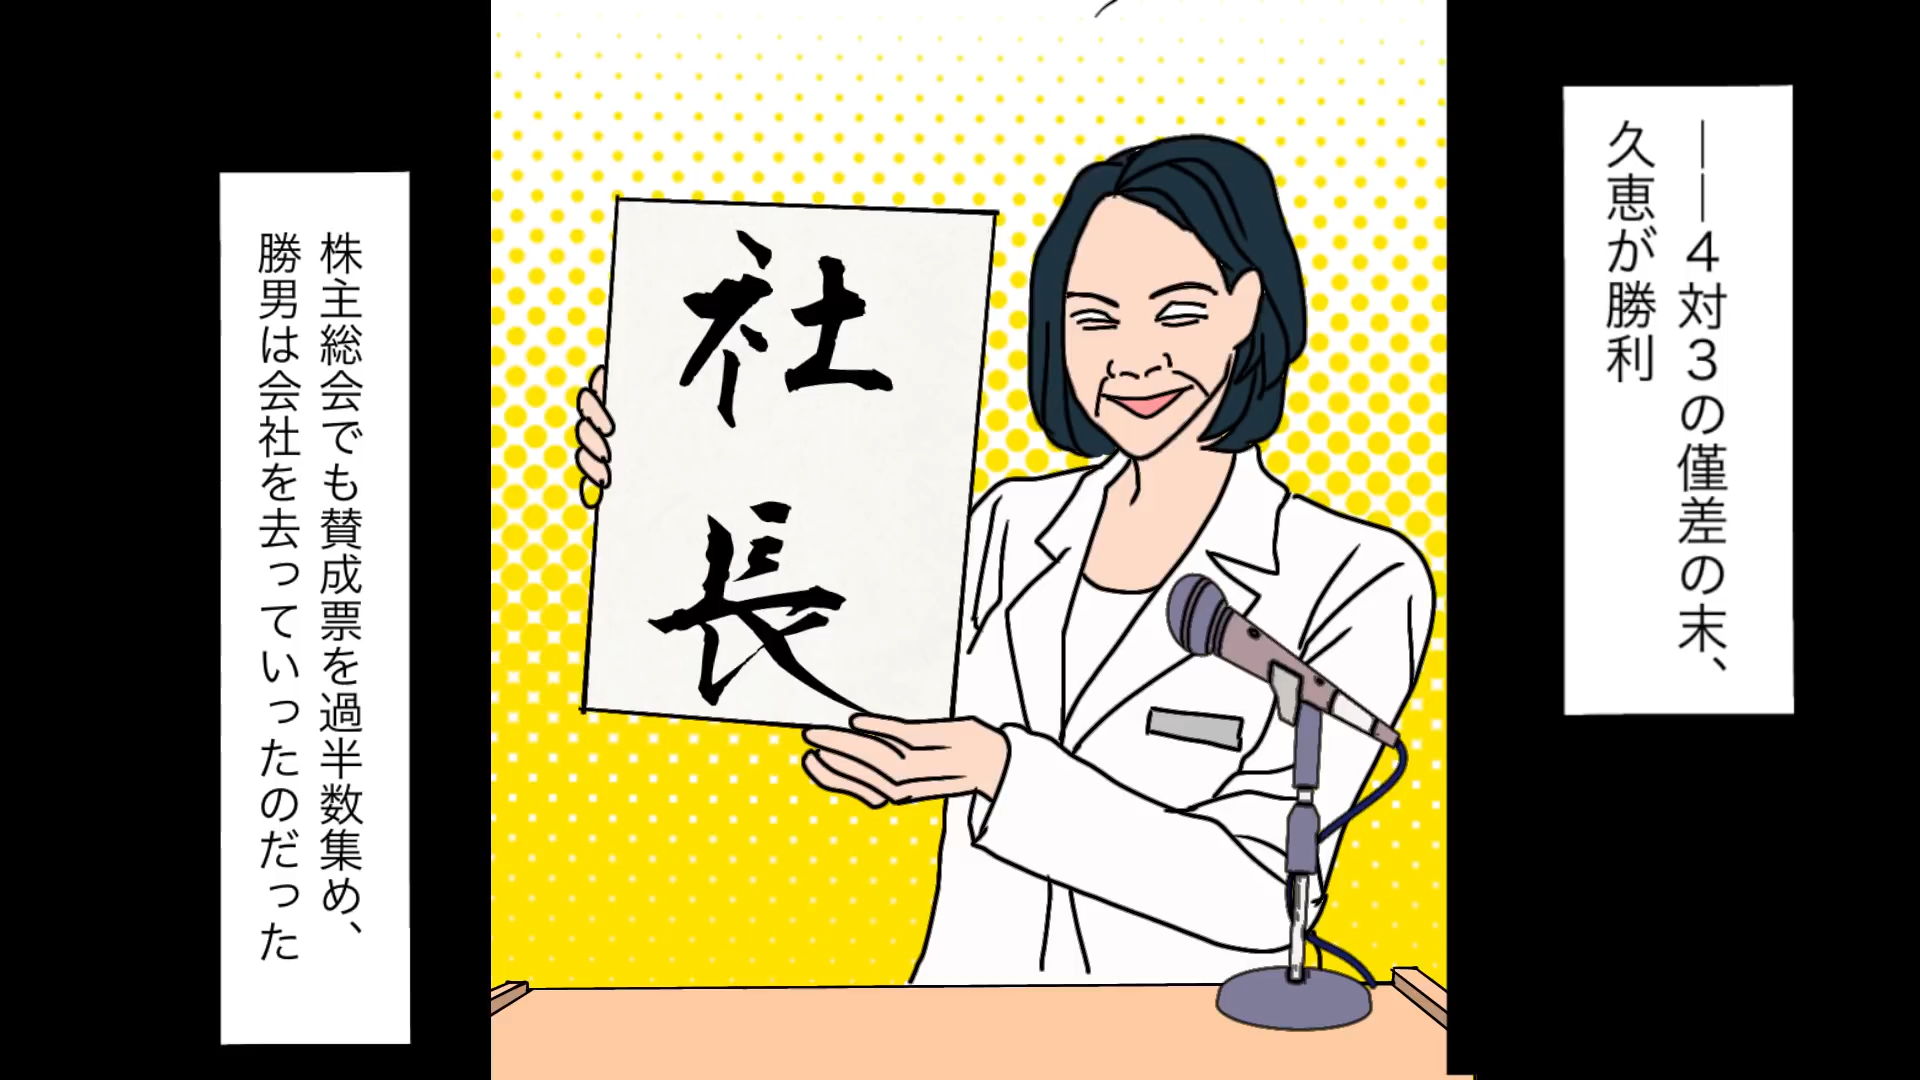 ――４対３の僅差の末、
久恵が勝利
社長
株主総会でも賛成票を過半数集め、
勝男は会社を去っていったのだった